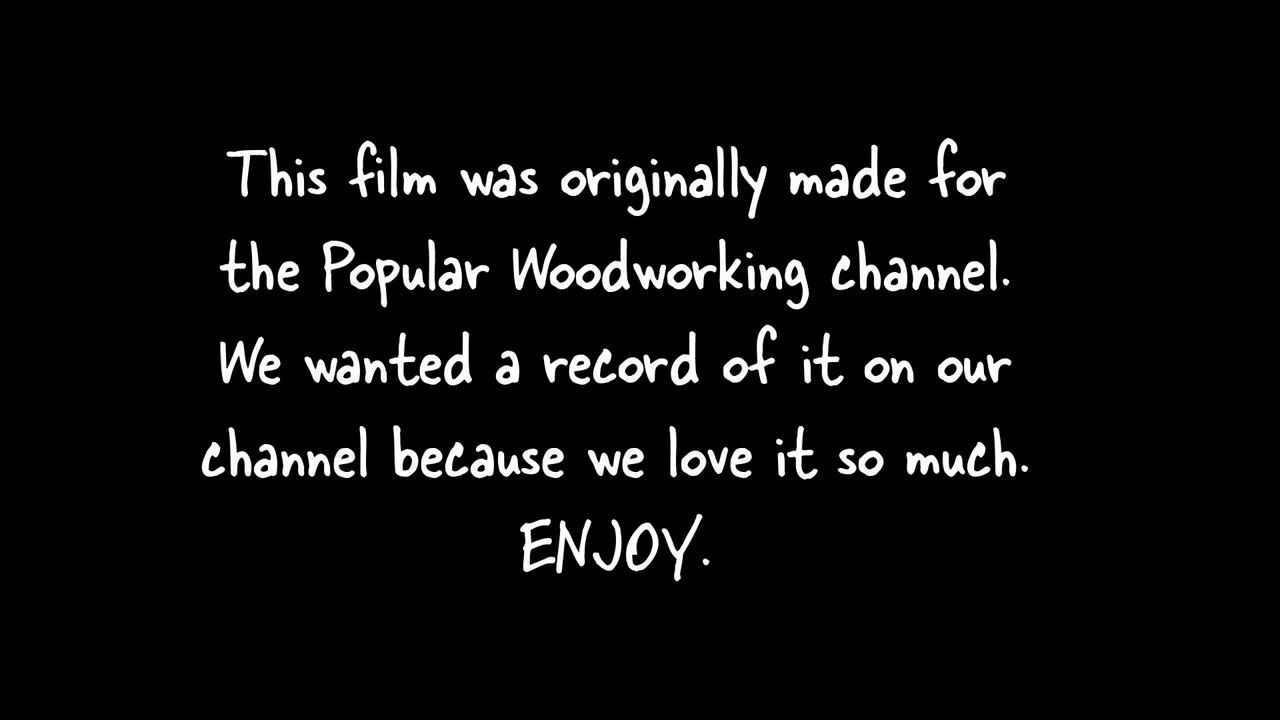 This film was originally made for
the Popular Woodworking channel.
We wanted a record of it on our
channel because we love it so much.
ENJOY.